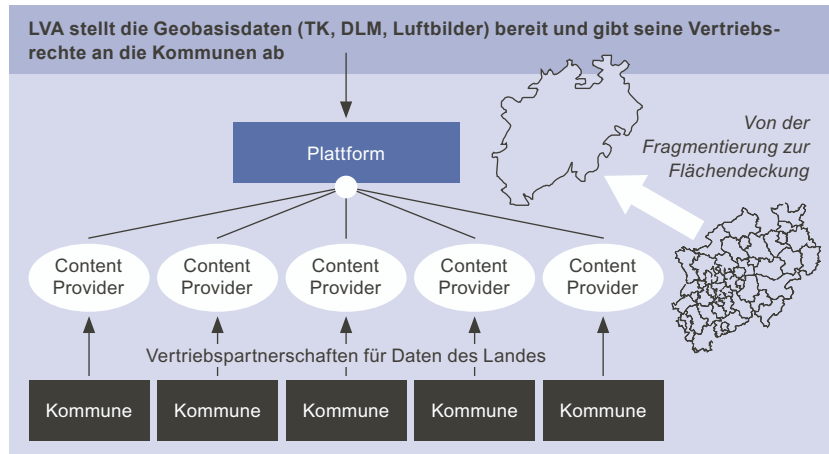 LVA stellt die Geobasisdaten (TK, DLM, Luftbilder) bereit und gibt seine Vertriebs-
rechte an die Kommunen ab
Plattform
Von der
Fragmentierung zur
Flächendeckung
Content
Provider
Content
Provider
Content
Provider
Content
Provider
Content
Provider
Vertriebspartnerschaften für Daten des Landes
Kommune
Kommune
Kommune
Kommune
Kommune